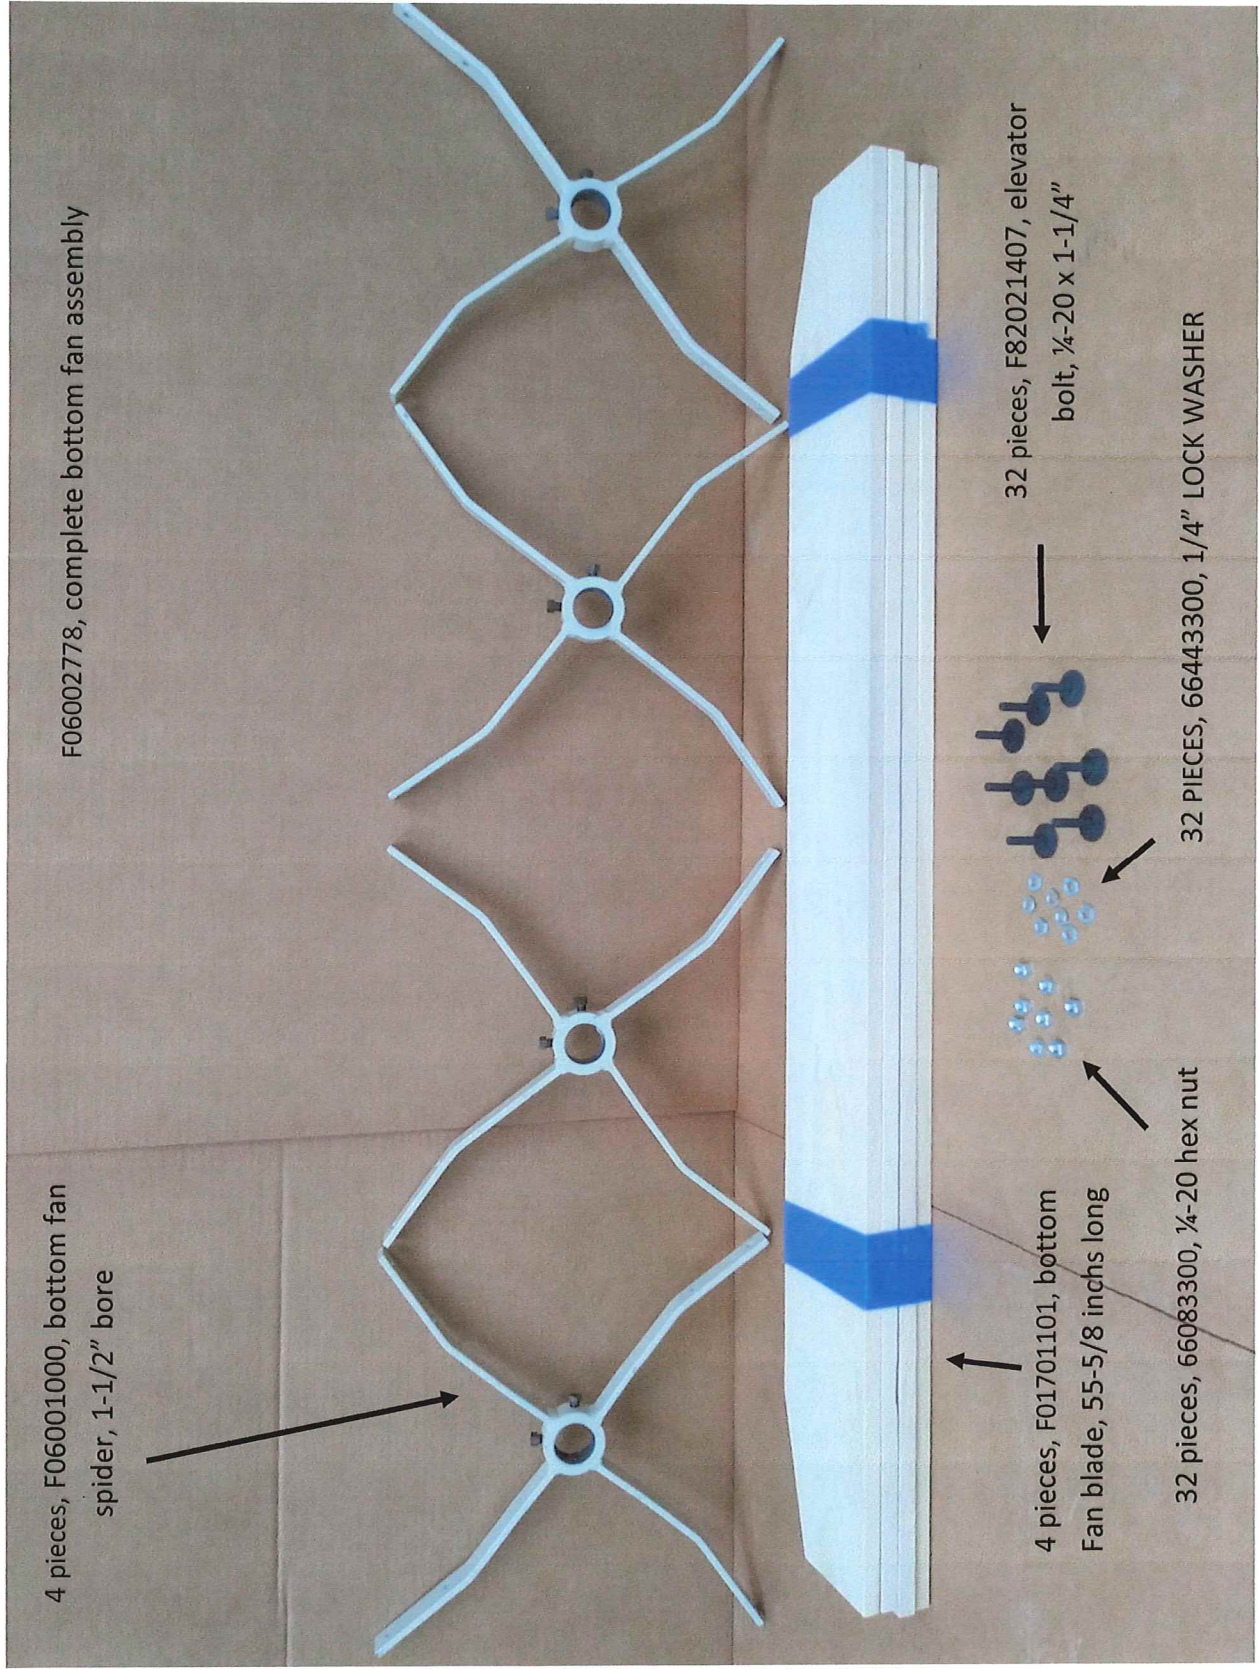 F06002778, complete bottom fan assembly
4 pieces, F06001000, bottom fan
spider, 1-1/2” bore
4 pieces, F01701101, bottom
Fan blade, 55-5/8 inchs long
32 pieces, F82021407, elevator
bolt, ¼-20 x 1-1/4”
32 pieces, 66083300, ¼-20 hex nut
32 PIECES, 66443300, 1/4” LOCK WASHER